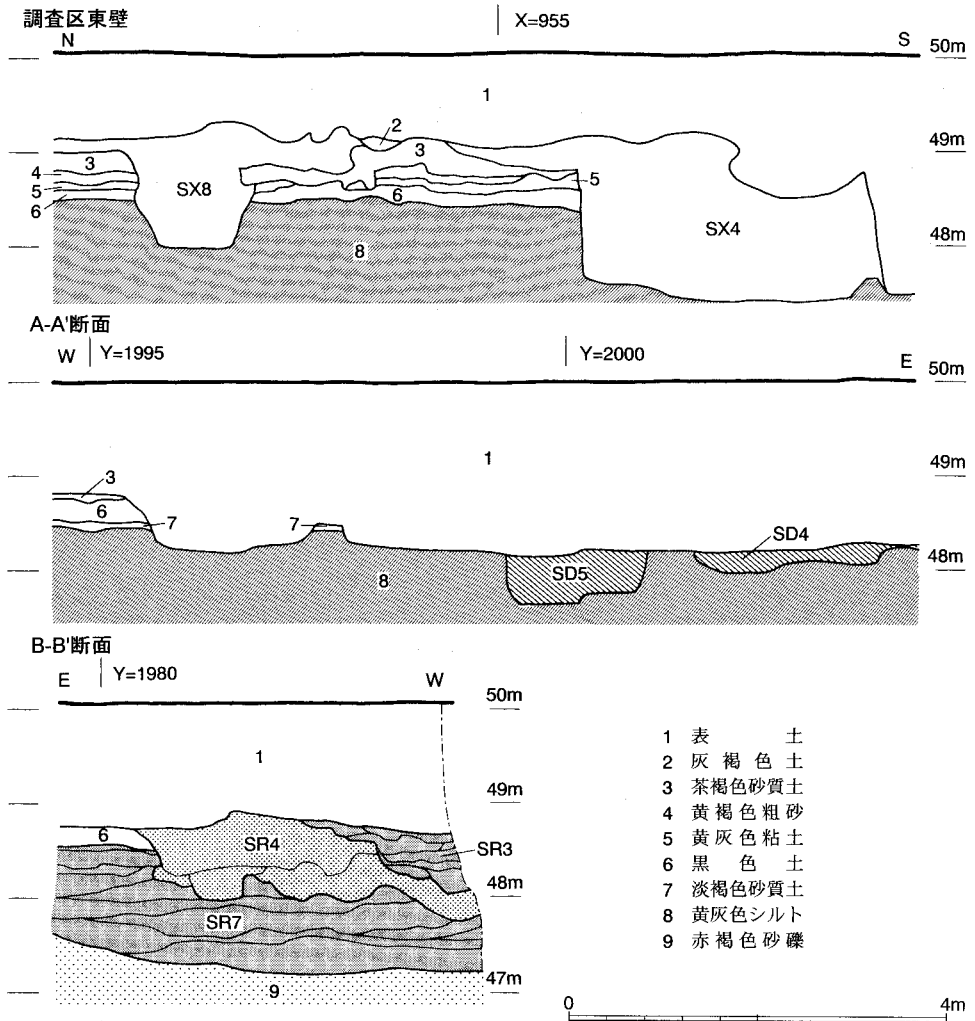 調査区東壁
X=955
N
S
50m
1
2
49m
3
3
4
5
5
6
6
SX8
SX4
48m
8
A-A'断面
W
Y=1995
Y=2000
E
50m
1
49m
3
6
7
7
SD4
48m
SD5
8
B-B'断面
E
Y=1980
W
50m
1
49m
6
SR4
SR3
48m
SR7
47m
9
1 表土
2 灰褐色土
3 茶褐色砂質土
4 黄褐色粗砂
5 黄灰色粘土
6 黒色土
7 淡褐色砂質土
8 黄灰色シルト
9 赤褐色砂礫
0
4m